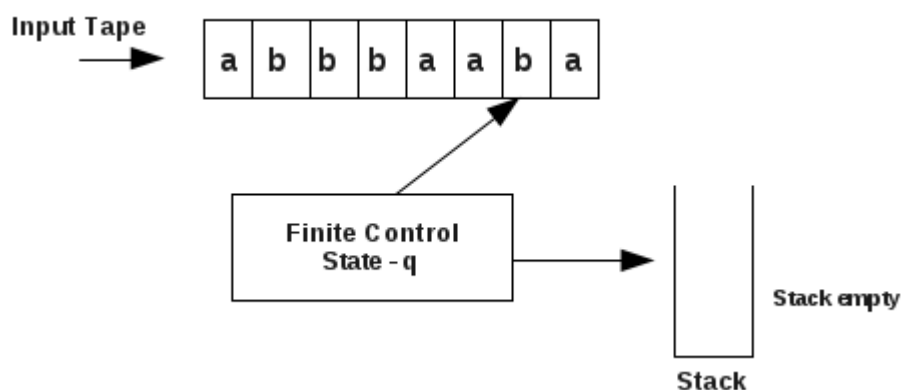 Input Tape
a b b b a a b a
Finite Control
State - q
Stack empty
Stack